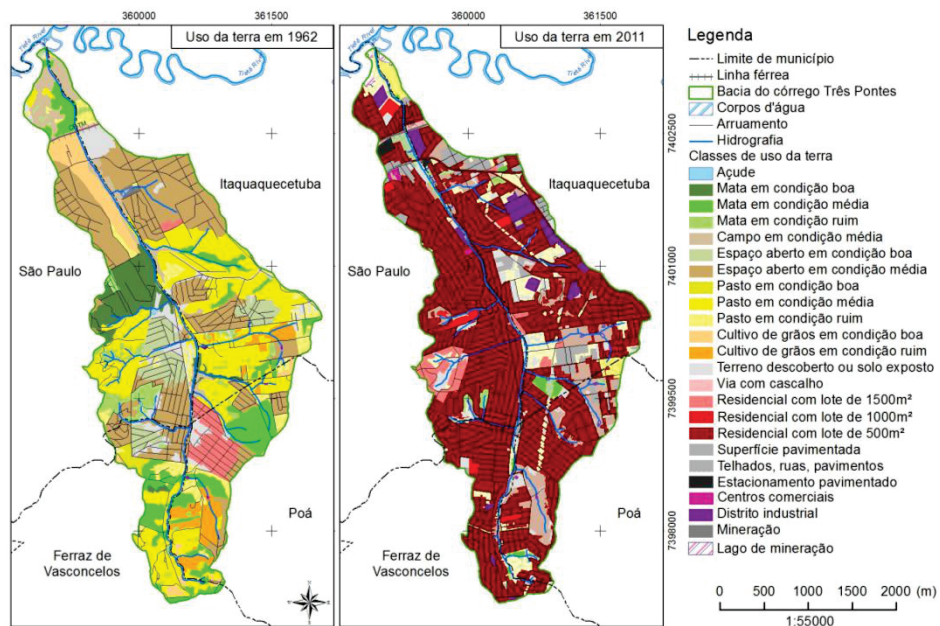 360000
361500
360000
361500
Uso da terra em 1962
Uso da terra em 2011
Tietê River
Tietê River
Itaquaquecetuba
São Paulo
Poá
Ferraz de
Vasconcelos
Itaquaquecetuba
São Paulo
Poá
Ferraz de
Vasconcelos
7402500
7401000
7399500
7398000
Legenda
Limite de município
Linha férrea
Bacia do córrego Três Pontes
Corpos d'água
Arruamento
Hidrografia
Classes de uso da terra
Açude
Mata em condição boa
Mata em condição média
Mata em condição ruim
Campo em condição média
Espaço aberto em condição boa
Espaço aberto em condição média
Pasto em condição boa
Pasto em condição média
Pasto em condição ruim
Cultivo de grãos em condição boa
Cultivo de grãos em condição ruim
Terreno descoberto ou solo exposto
Via com cascalho
Residencial com lote de 1500m²
Residencial com lote de 1000m²
Residencial com lote de 500m²
Superfície pavimentada
Telhados, ruas, pavimentos
Estacionamento pavimentado
Centros comerciais
Distrito industrial
Mineração
Lago de mineração
0 500 1000 1500 2000 (m)
1:55000